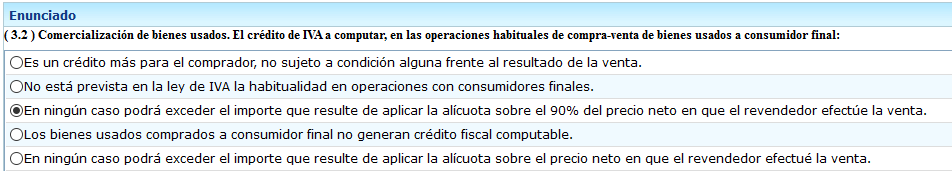 Enunciado
( 3.2 ) Comercialización de bienes usados. El crédito de IVA a computar, en las operaciones habituales de compra-venta de bienes usados a consumidor final:
Es un crédito más para el comprador, no sujeto a condición alguna frente al resultado de la venta.
No está prevista en la ley de IVA la habitualidad en operaciones con consumidores finales.
En ningún caso podrá exceder el importe que resulte de aplicar la alícuota sobre el 90% del precio neto en que el revendedor efectúe la venta.
Los bienes usados comprados a consumidor final no generan crédito fiscal computable.
En ningún caso podrá exceder el importe que resulte de aplicar la alícuota sobre el precio neto en que el revendedor efectué la venta.